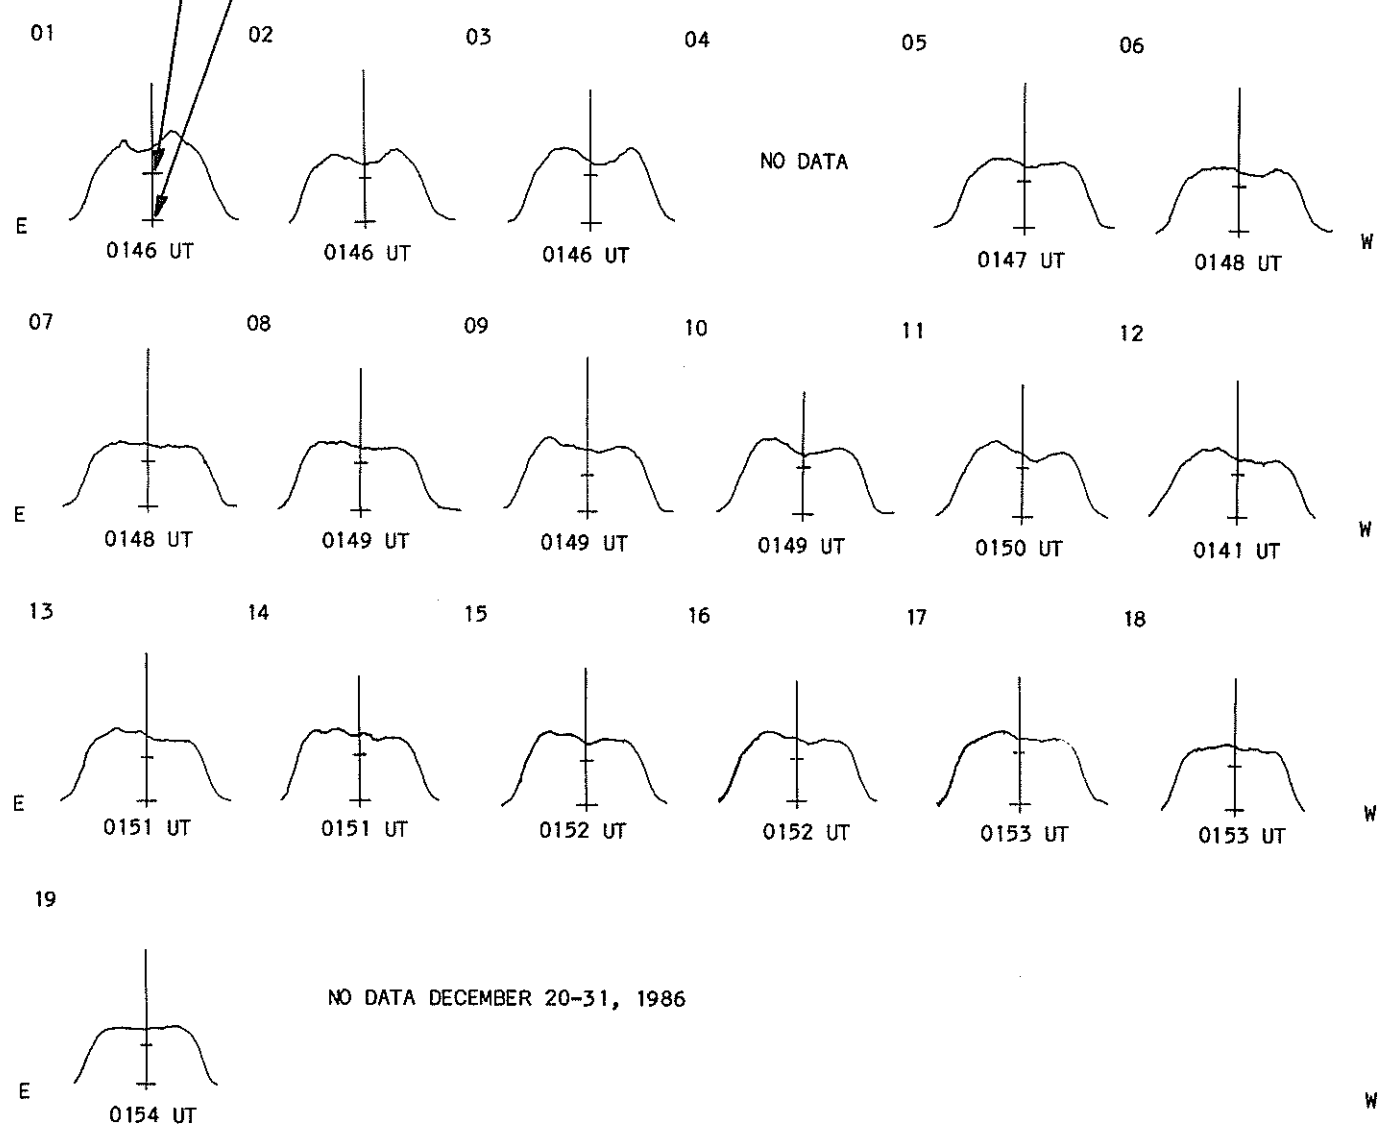 01 02 03 04 05 06
NO DATA
E W
0146 UT 0146 UT 0146 UT 0147 UT 0148 UT
07 08 09 10 11 12
E W
0148 UT 0149 UT 0149 UT 0149 UT 0150 UT 0141 UT
13 14 15 16 17 18
E W
0151 UT 0151 UT 0152 UT 0152 UT 0153 UT 0153 UT
19
NO DATA DECEMBER 20-31, 1986
E W
0154 UT